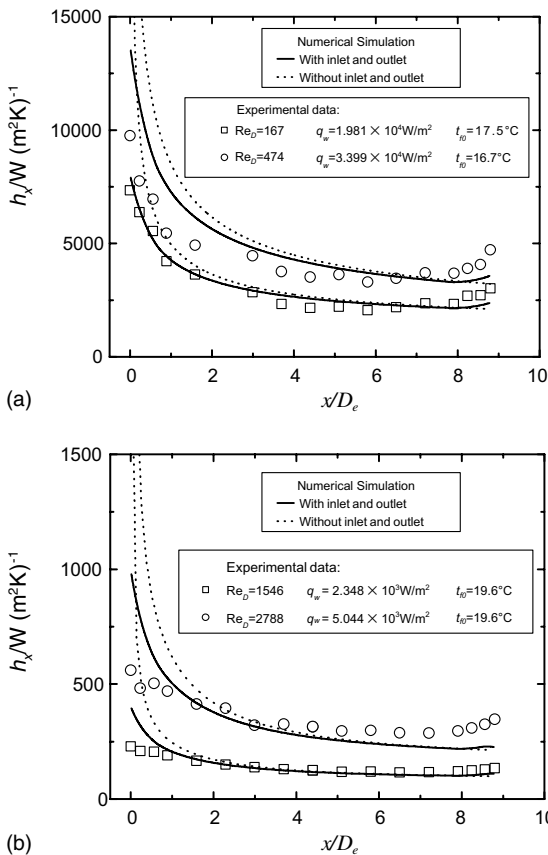 15000
Numerical Simulation
With inlet and outlet
Without inlet and outlet
Experimental data:
Re_D=167 q_w=1.981 × 10⁴W/m² t_f0=17.5°C
Re_D=474 q_w=3.399 × 10⁴W/m² t_f0=16.7°C
10000
5000
0
h_x/W (m²K)⁻¹
0 2 4 6 8 10
x/D_e
(a)
1500
Numerical Simulation
With inlet and outlet
Without inlet and outlet
Experimental data:
Re_D=1546 q_w=2.348 × 10³W/m² t_f0=19.6°C
Re_D=2788 q_w=5.044 × 10³W/m² t_f0=19.6°C
1000
500
0
h_x/W (m²K)⁻¹
0 2 4 6 8 10
x/D_e
(b)